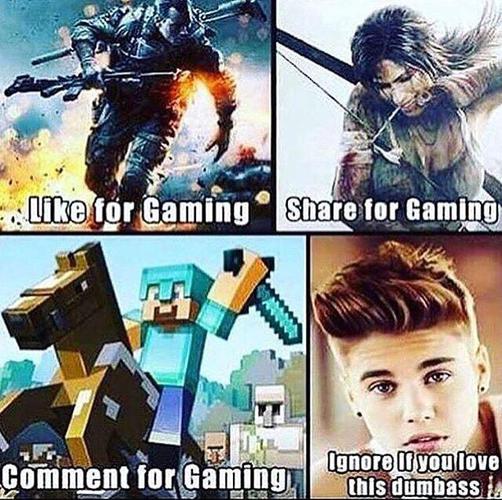 Like for Gaming
Share for Gaming
Comment for Gaming
Ignore If you love
this dumbass